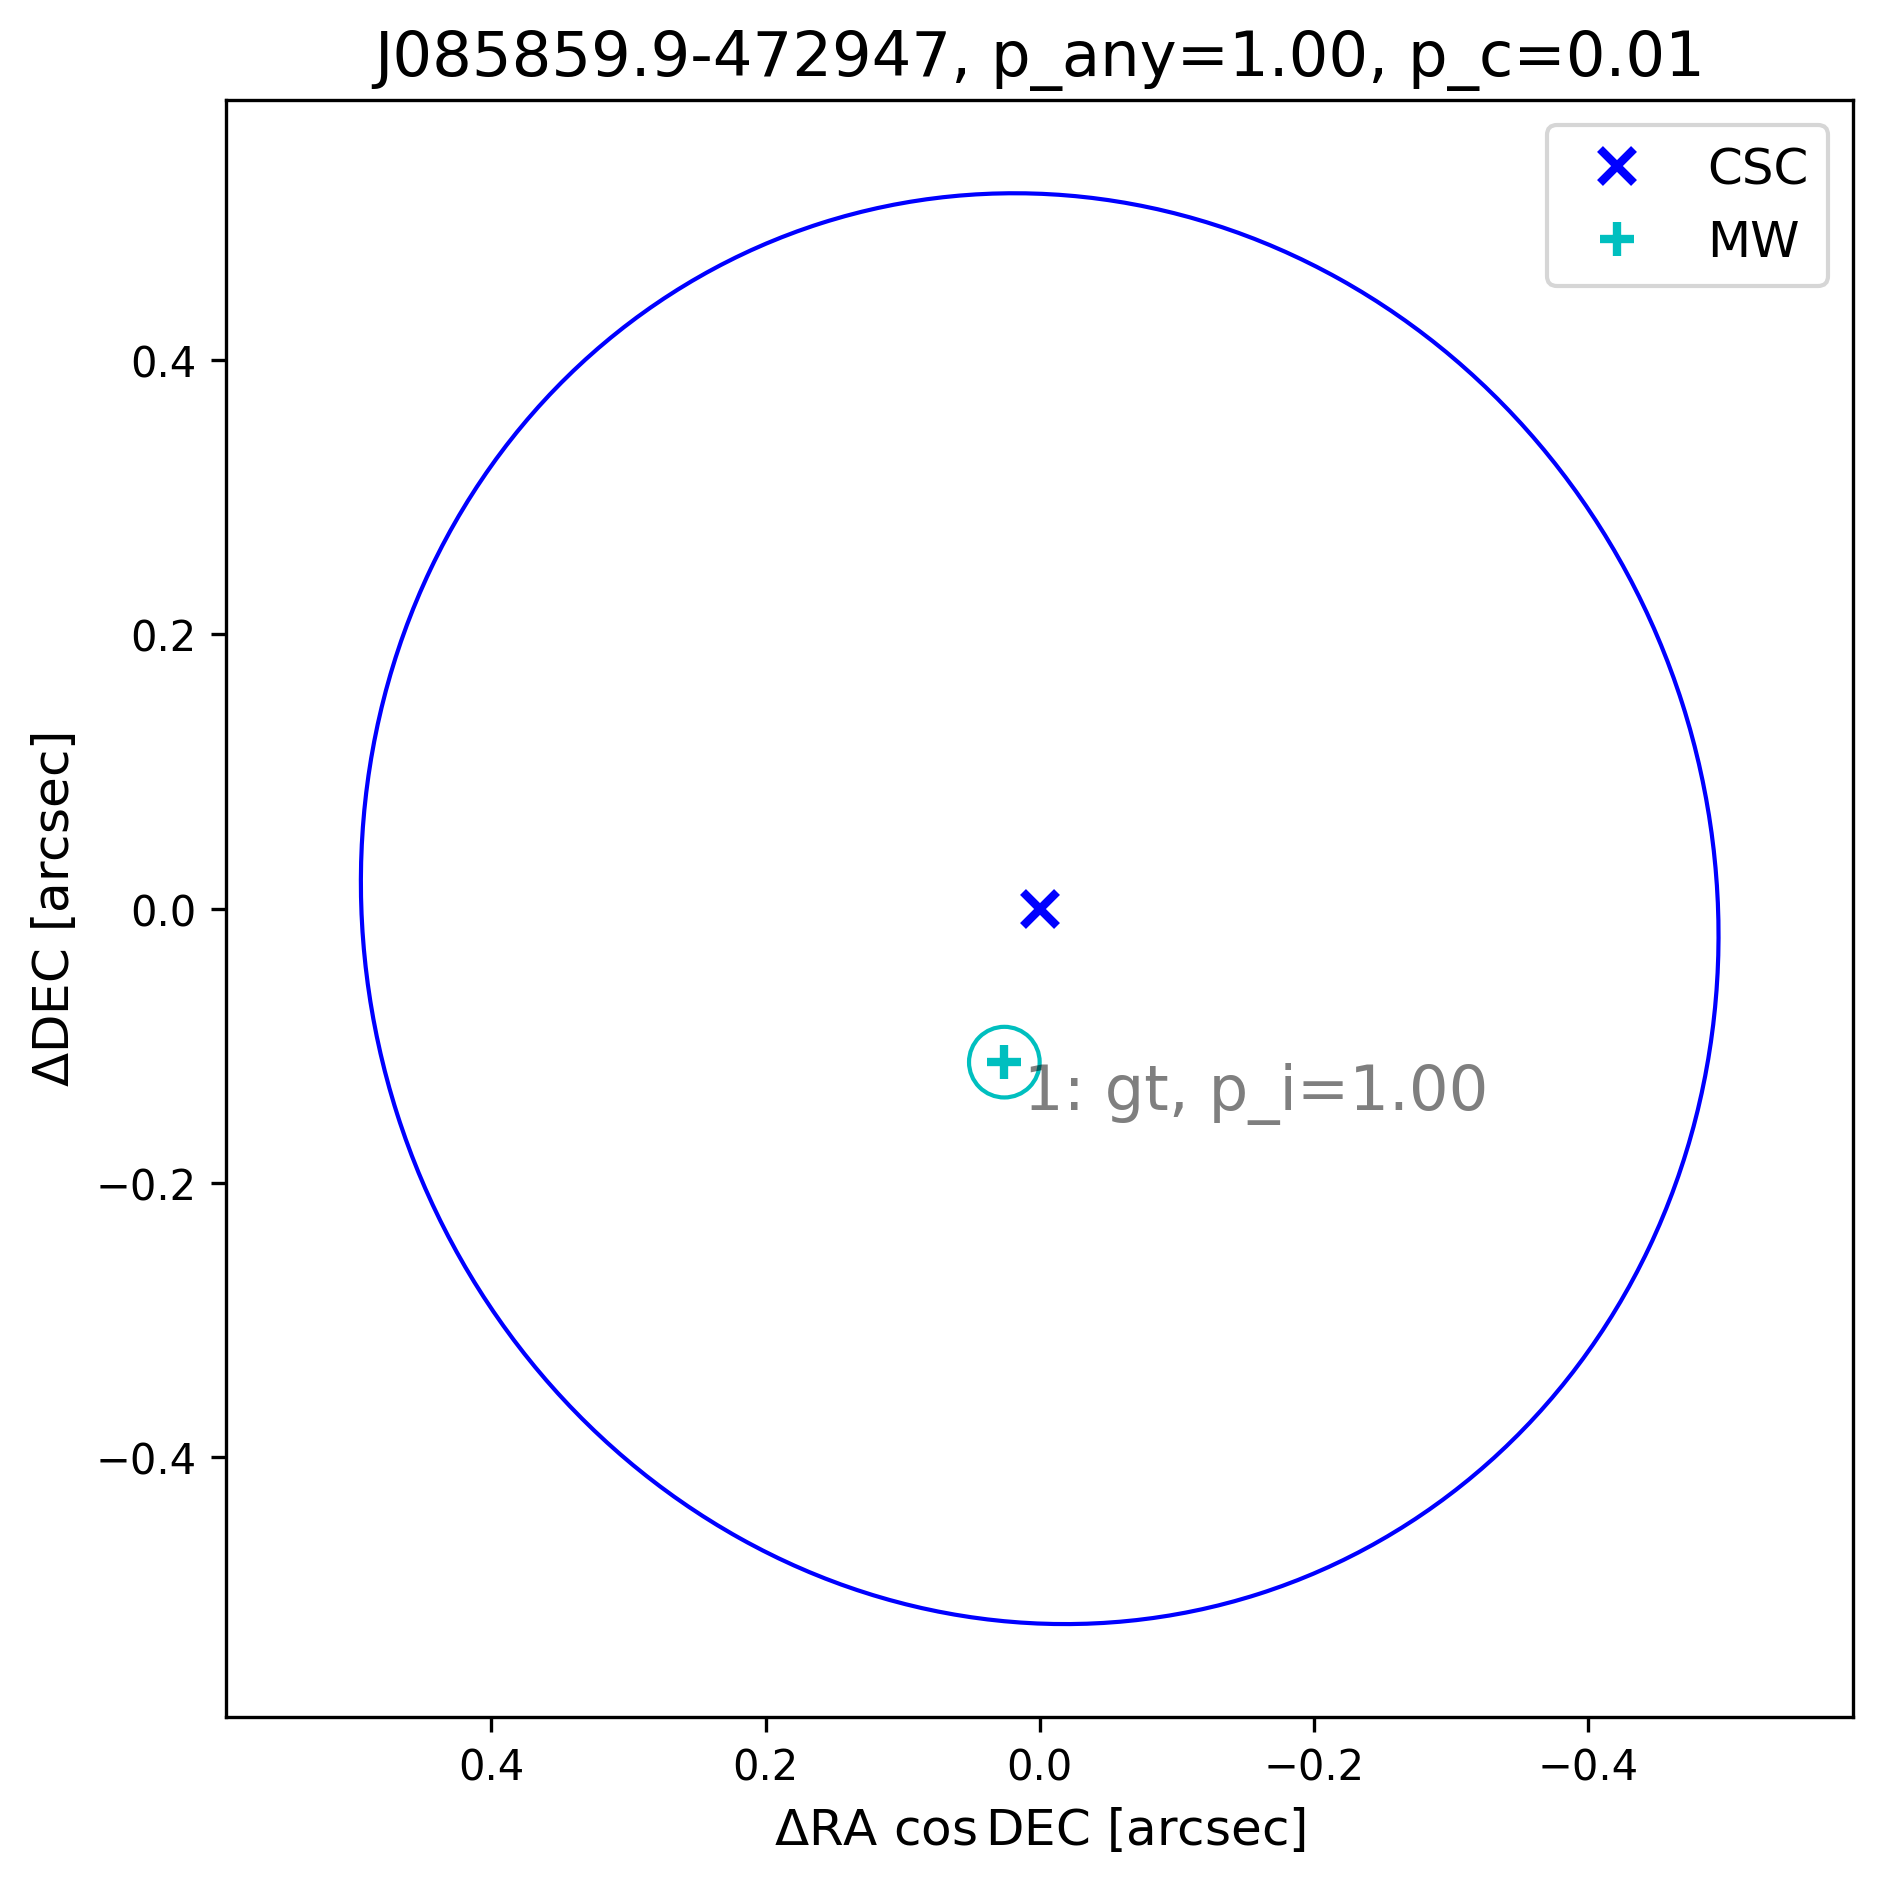 J085859.9-472947, p_any=1.00, p_c=0.01
CSC
MW
0.4
0.2
0.0
−0.2
−0.4
ΔDEC [arcsec]
1: gt, p_i=1.00
0.4
0.2
0.0
−0.2
−0.4
ΔRA cos DEC [arcsec]